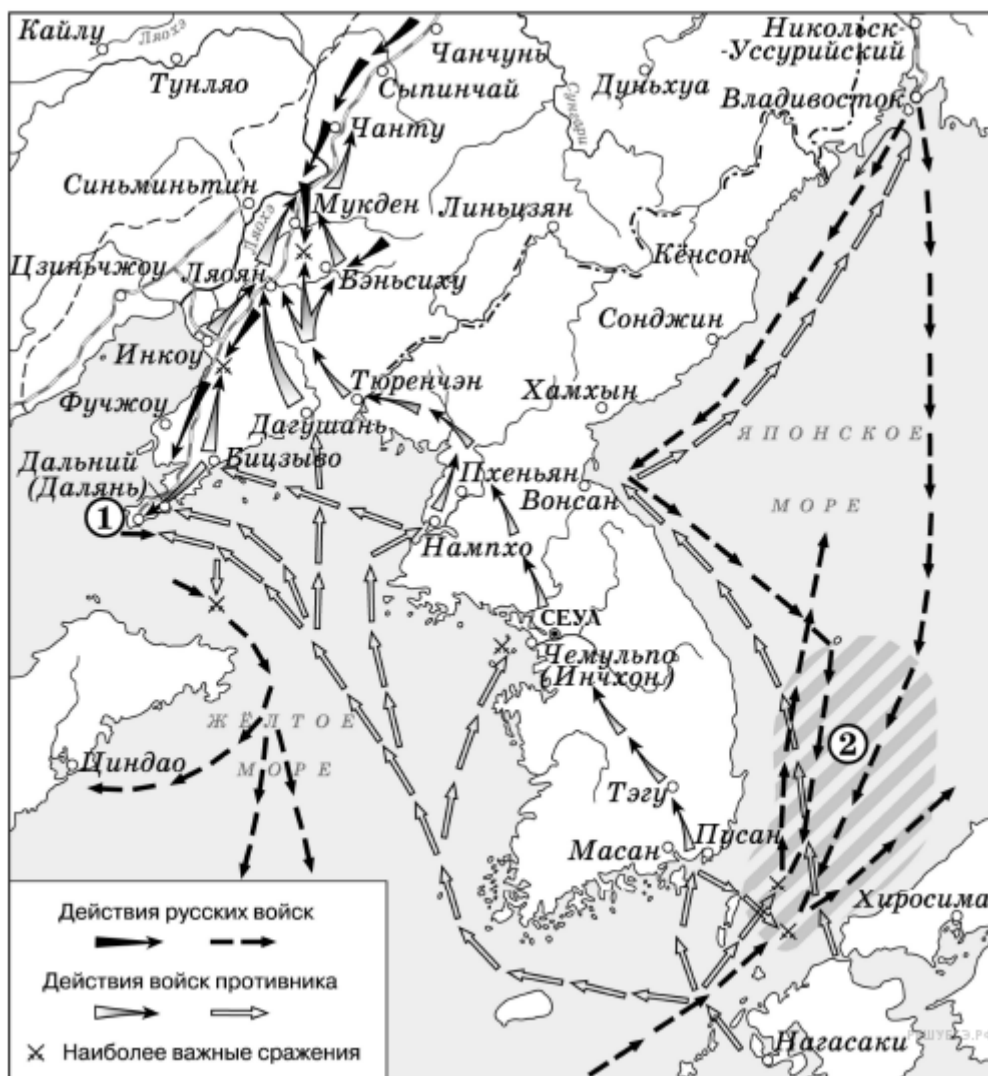 Кайлу
Ляохэ
Тунляо
Чанчунь
Сыпинчай
Чанту
Сунгари
Дуньхуа
Никольск-
-Уссурийский
Владивосток
Синьминьтин
Ляохэ
Мукден
Линьцзян
Цзиньчжоу
Ляоян
Бэньсиху
Кёнсон
Инкоу
Сонджин
Тюренчэн
Хамхын
Фучжоу
Дагушань
ЯПОНСКОЕ
Бицзыво
Дальний
(Далянь)
Пхеньян
Вонсан
МОРЕ
1
Нампхо
СЕУЛ
Чемульпо
(Инчхон)
ЖЁЛТОЕ
МОРЕ
2
Циндао
Тэгу
Масан
Пусан
Хиросима
Нагасаки
Действия русских войск
Действия войск противника
Наиболее важные сражения